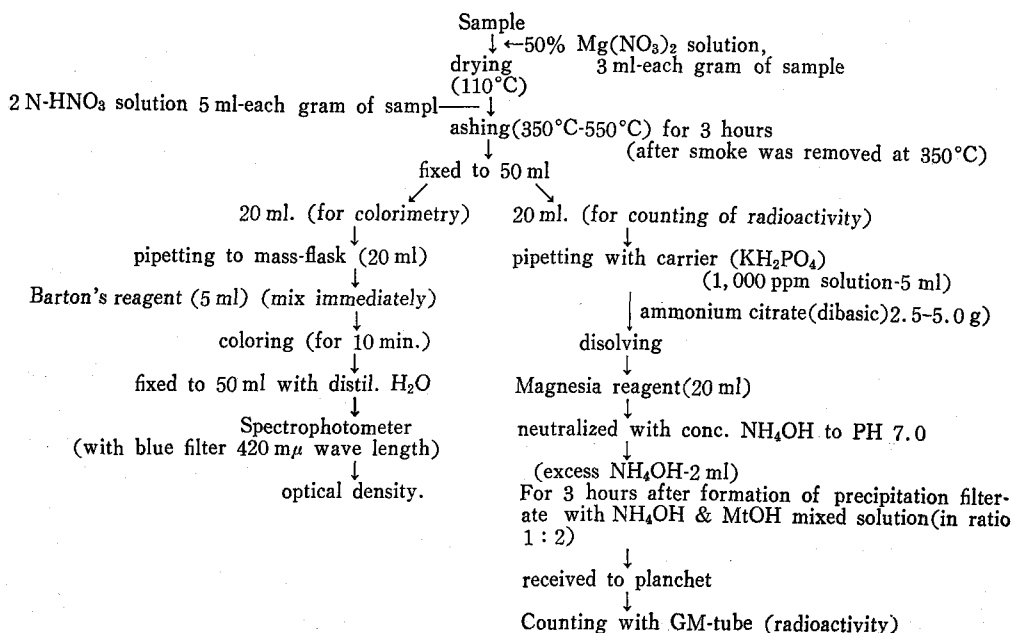 Sample
↓ ←50% Mg(NO₃)₂ solution,
drying 3 ml-each gram of sample
(110°C)
2 N-HNO₃ solution 5 ml-each gram of sampl—— ↓
ashing(350°C-550°C) for 3 hours
↓ (after smoke was removed at 350°C)
fixed to 50 ml
↙ ↘
20 ml. (for colorimetry)
↓
pipetting to mass-flask (20 ml)
↓
Barton's reagent (5 ml) (mix immediately)
↓
coloring (for 10 min.)
↓
fixed to 50 ml with distil. H₂O
↓
Spectrophotometer
(with blue filter 420 mμ wave length)
↓
optical density.
20 ml. (for counting of radioactivity)
↓
pipetting with carrier (KH₂PO₄)
(1,000 ppm solution-5 ml)
↓ ammonium citrate(dibasic)2.5~5.0 g)
disolving
↓
Magnesia reagent(20 ml)
↓
neutralized with conc. NH₄OH to PH 7.0
↓
(excess NH₄OH-2 ml)
For 3 hours after formation of precipitation filter-
ate with NH₄OH & MtOH mixed solution(in ratio
1 : 2)
↓
received to planchet
↓
Counting with GM-tube (radioactivity)